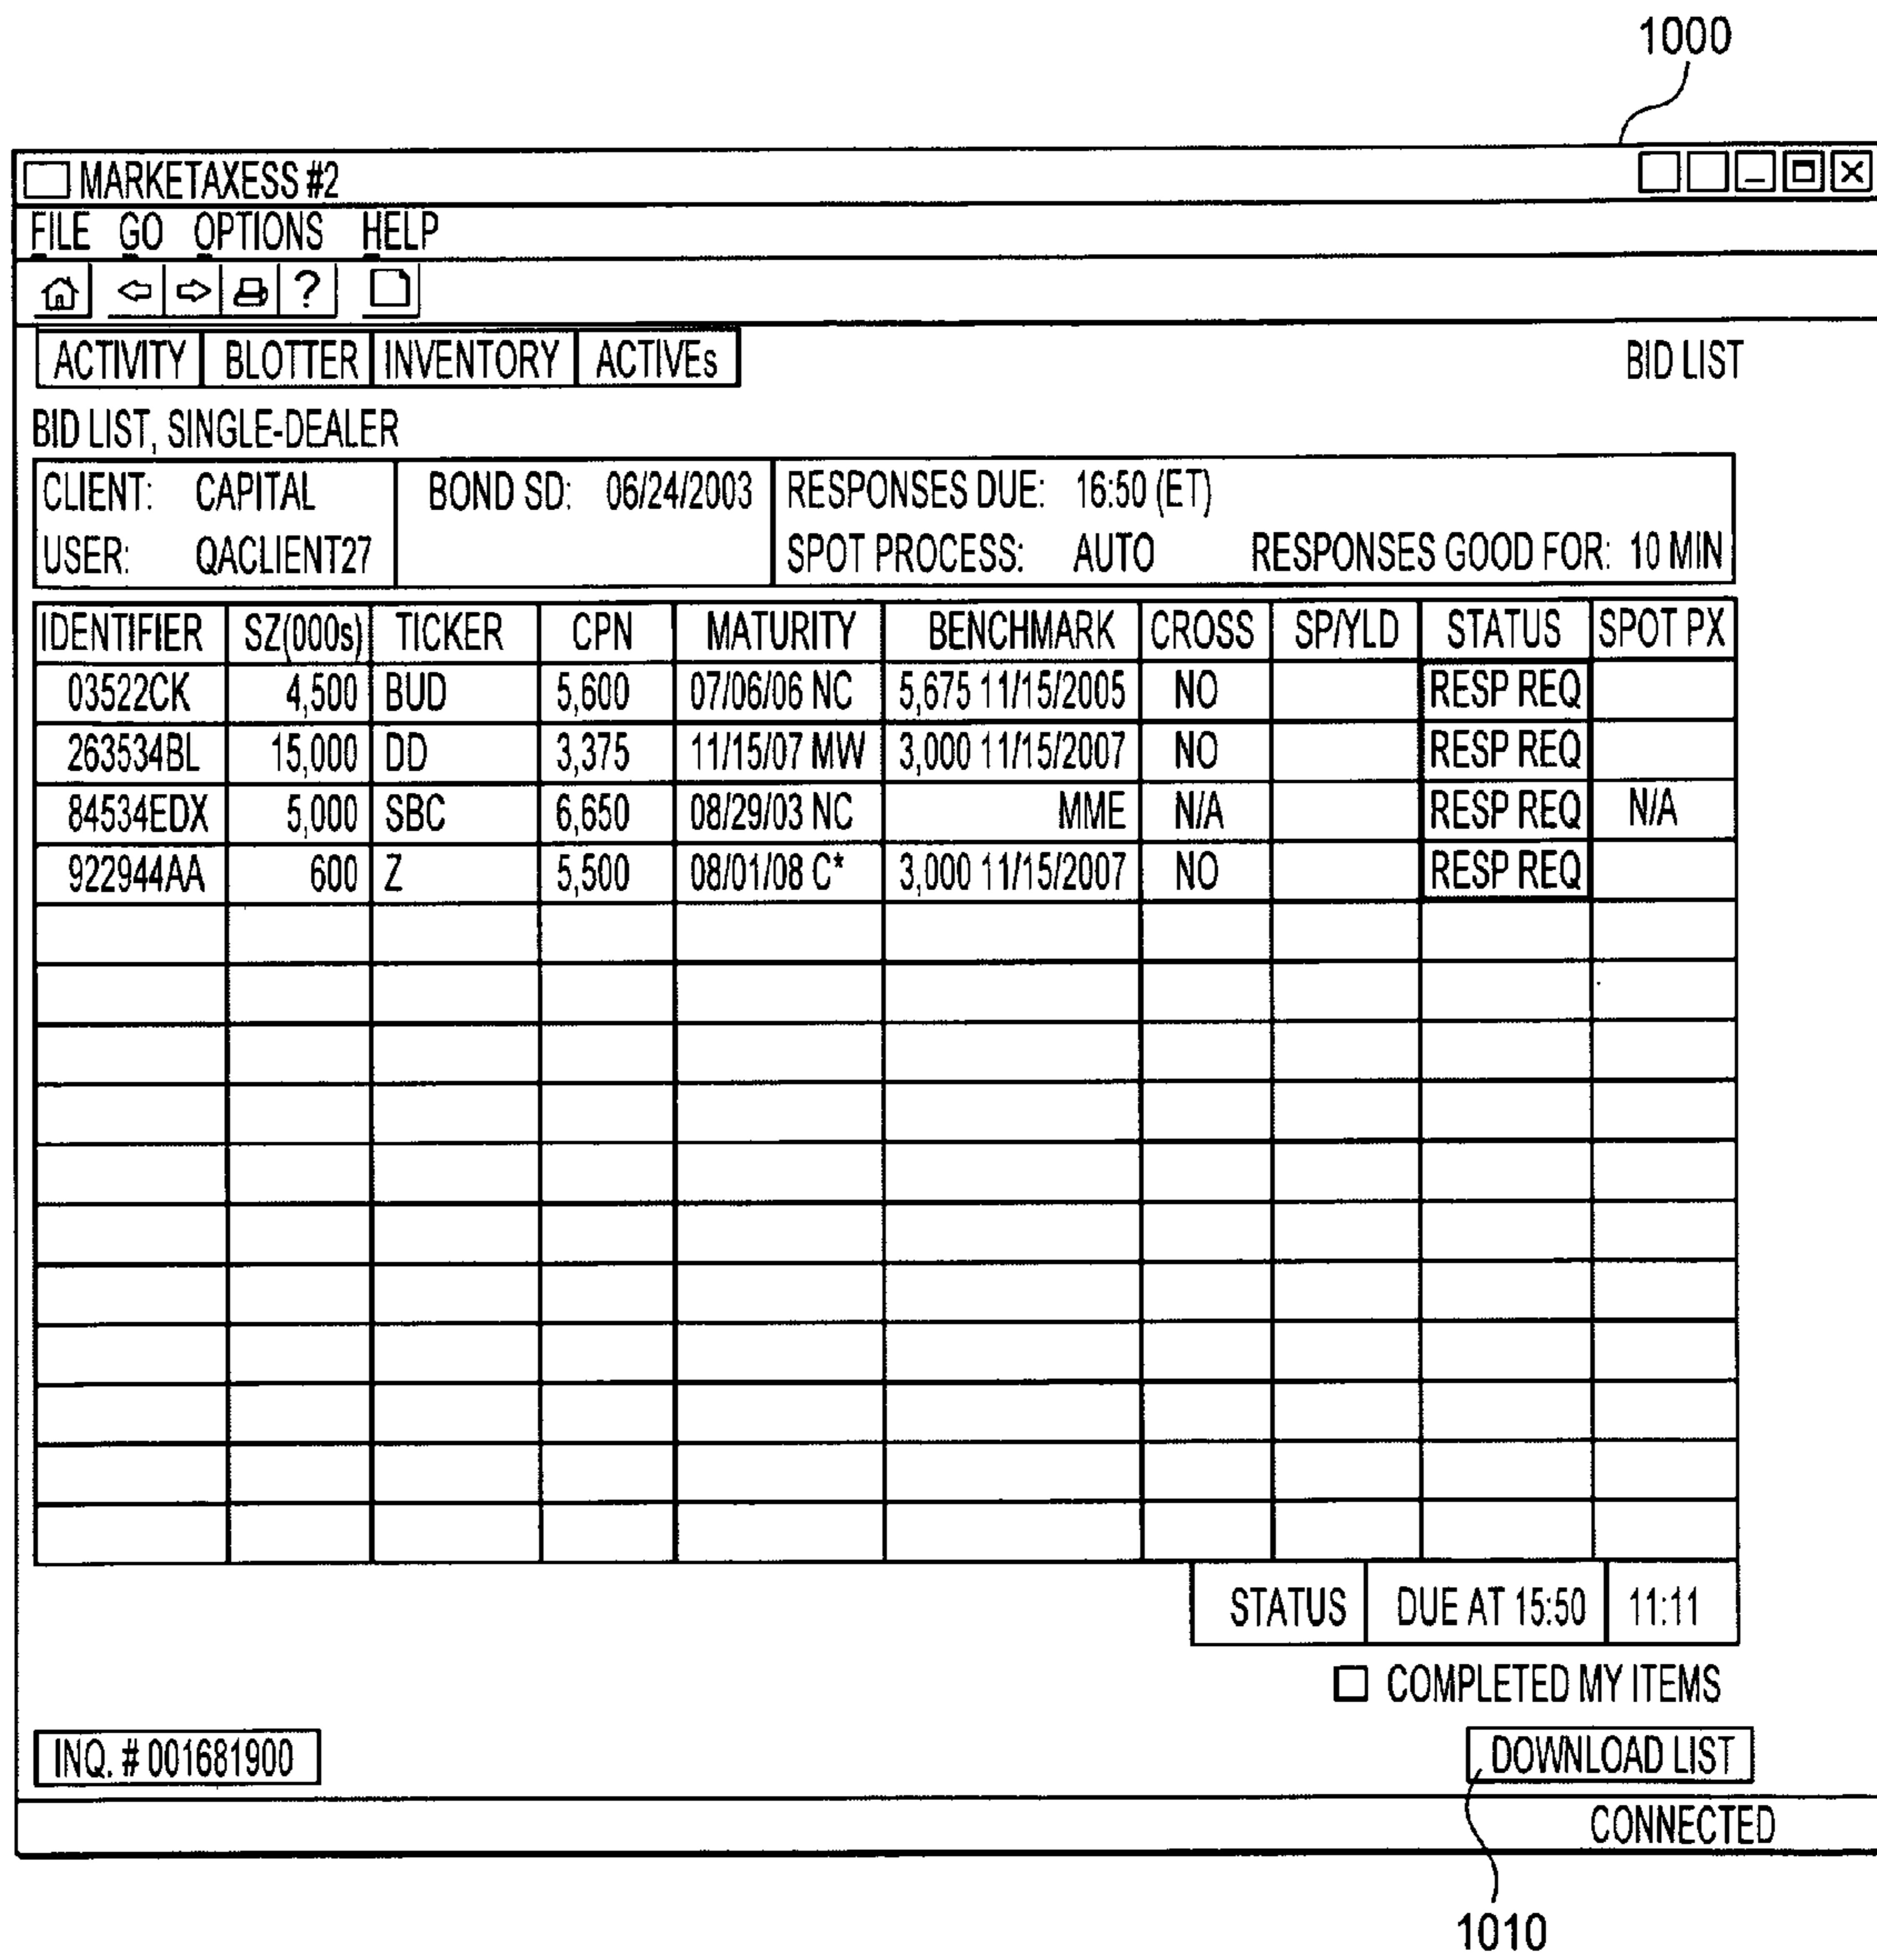 1000
MARKETAXESS #2
FILE GO OPTIONS HELP
?
ACTIVITY BLOTTER INVENTORY ACTIVEs BID LIST
BID LIST, SINGLE-DEALER
CLIENT: CAPITAL BOND SD: 06/24/2003 RESPONSES DUE: 16:50 (ET)
USER: QACLIENT27 SPOT PROCESS: AUTO RESPONSES GOOD FOR: 10 MIN
IDENTIFIER SZ(000s) TICKER CPN MATURITY BENCHMARK CROSS SP/YLD STATUS SPOT PX
03522CK 4,500 BUD 5,600 07/06/06 NC 5,675 11/15/2005 NO RESP REQ
263534BL 15,000 DD 3,375 11/15/07 MW 3,000 11/15/2007 NO RESP REQ
84534EDX 5,000 SBC 6,650 08/29/03 NC MME N/A RESP REQ N/A
922944AA 600 Z 5,500 08/01/08 C* 3,000 11/15/2007 NO RESP REQ
STATUS DUE AT 15:50 11:11
COMPLETED MY ITEMS
INQ. # 001681900 DOWNLOAD LIST
CONNECTED
1010